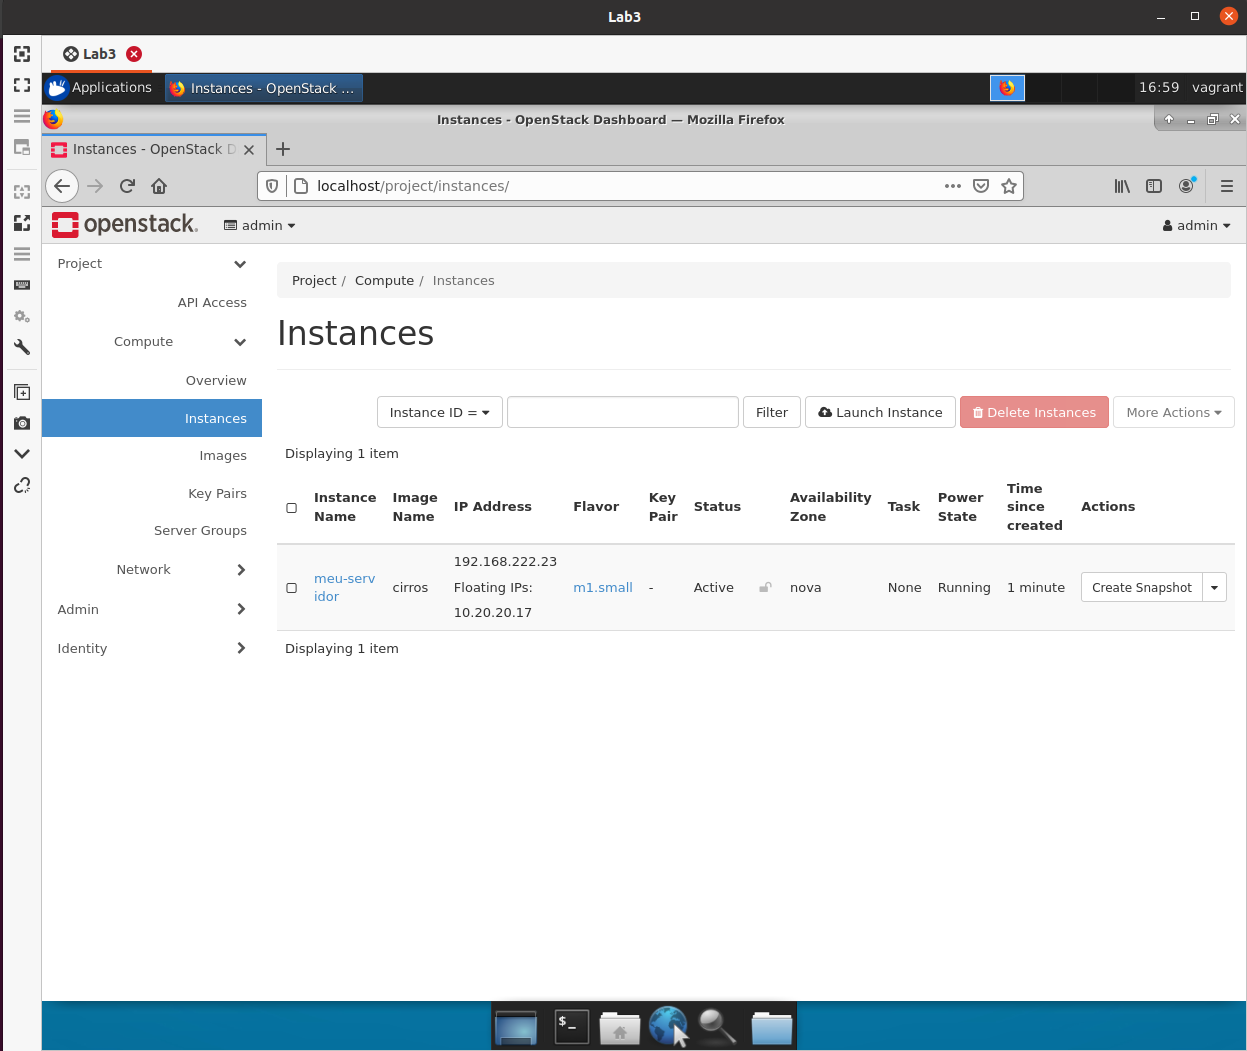 Lab3
Lab3
Applications
Instances - OpenStack ...
16:59
vagrant
Instances - OpenStack Dashboard — Mozilla Firefox
Instances - OpenStack D
localhost/project/instances/
openstack.
admin
admin
Project
API Access
Compute
Overview
Instances
Images
Key Pairs
Server Groups
Network
Admin
Identity
Project / Compute / Instances
Instances
Instance ID =
Filter
Launch Instance
Delete Instances
More Actions
Displaying 1 item
Instance Name
Image Name
IP Address
Flavor
Key Pair
Status
Availability Zone
Task
Power State
Time since created
Actions
meu-serv
idor
cirros
192.168.222.23
Floating IPs:
10.20.20.17
m1.small
-
Active
nova
None
Running
1 minute
Create Snapshot
Displaying 1 item
$_